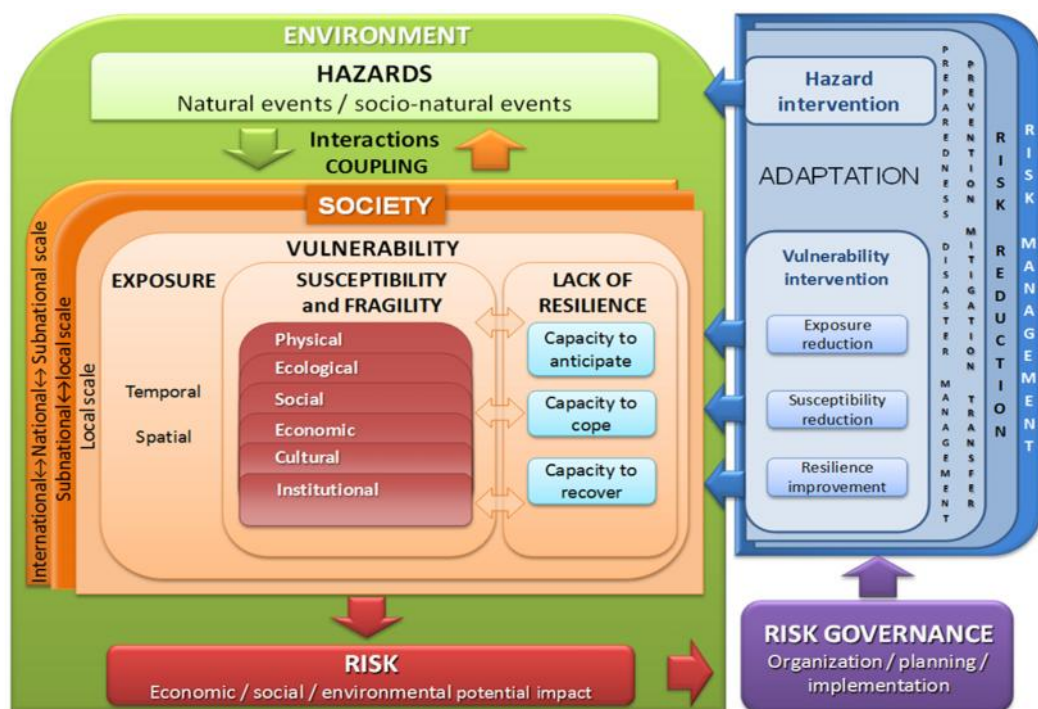 ENVIRONMENT
HAZARDS
Natural events / socio-natural events
Interactions
COUPLING
SOCIETY
International↔National↔Subnational scale
Subnational↔local scale
Local scale
VULNERABILITY
EXPOSURE
Temporal
Spatial
SUSCEPTIBILITY
and FRAGILITY
Physical
Ecological
Social
Economic
Cultural
Institutional
LACK OF
RESILIENCE
Capacity to
anticipate
Capacity to
cope
Capacity to
recover
RISK
Economic / social / environmental potential impact
Hazard
intervention
ADAPTATION
Vulnerability
intervention
Exposure
reduction
Susceptibility
reduction
Resilience
improvement
PREPAREDNESS DISASTER MANAGEMENT
PREVENTION MITIGATION TRANSFER
RISK REDUCTION
RISK MANAGEMENT
RISK GOVERNANCE
Organization / planning /
implementation